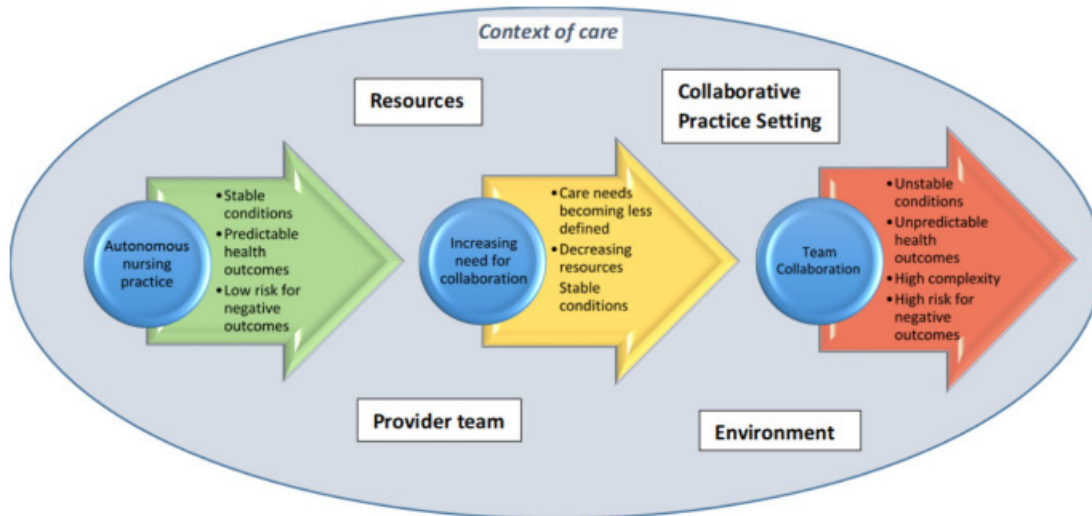 Context of care
Resources
Collaborative
Practice Setting
Autonomous
nursing
practice
•Stable
conditions
•Predictable
health
outcomes
•Low risk for
negative
outcomes
Increasing
need for
collaboration
•Care needs
becoming less
defined
•Decreasing
resources
Stable
conditions
Team
Collaboration
•Unstable
conditions
•Unpredictable
health
outcomes
•High complexity
•High risk for
negative
outcomes
Provider team
Environment